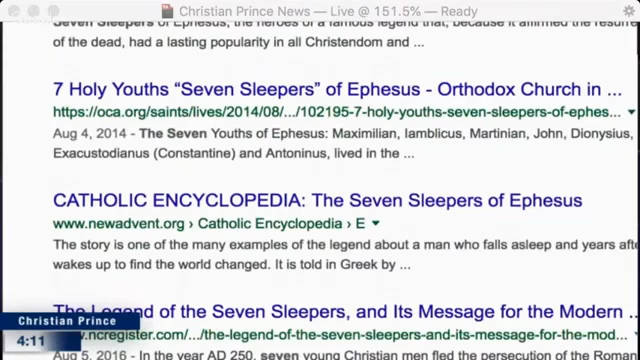 Christian Prince News — Live @ 151.5% — Ready
Seven Sleepers of Ephesus, the heroes of a famous legend that, because it affirmed the resurre
of the dead, had a lasting popularity in all Christendom and ...
7 Holy Youths “Seven Sleepers” of Ephesus - Orthodox Church in ...
https://oca.org/saints/lives/2014/08/.../102195-7-holy-youths-seven-sleepers-of-ephes...
Aug 4, 2014 - The Seven Youths of Ephesus: Maximilian, Iamblicus, Martinian, John, Dionysius,
Exacustodianus (Constantine) and Antoninus, lived in the ...
CATHOLIC ENCYCLOPEDIA: The Seven Sleepers of Ephesus
www.newadvent.org › Catholic Encyclopedia › E
The story is one of the many examples of the legend about a man who falls asleep and years afte
wakes up to find the world changed. It is told in Greek by ...
The Legend of the Seven Sleepers, and Its Message for the Modern ...
Christian Prince
www.ncregister.com/.../the-legend-of-the-seven-sleepers-and-its-message-for-the-mod...
4:11
Aug 5, 2016 - In the year AD 250, seven young Christian men fled the persecution of the Roma